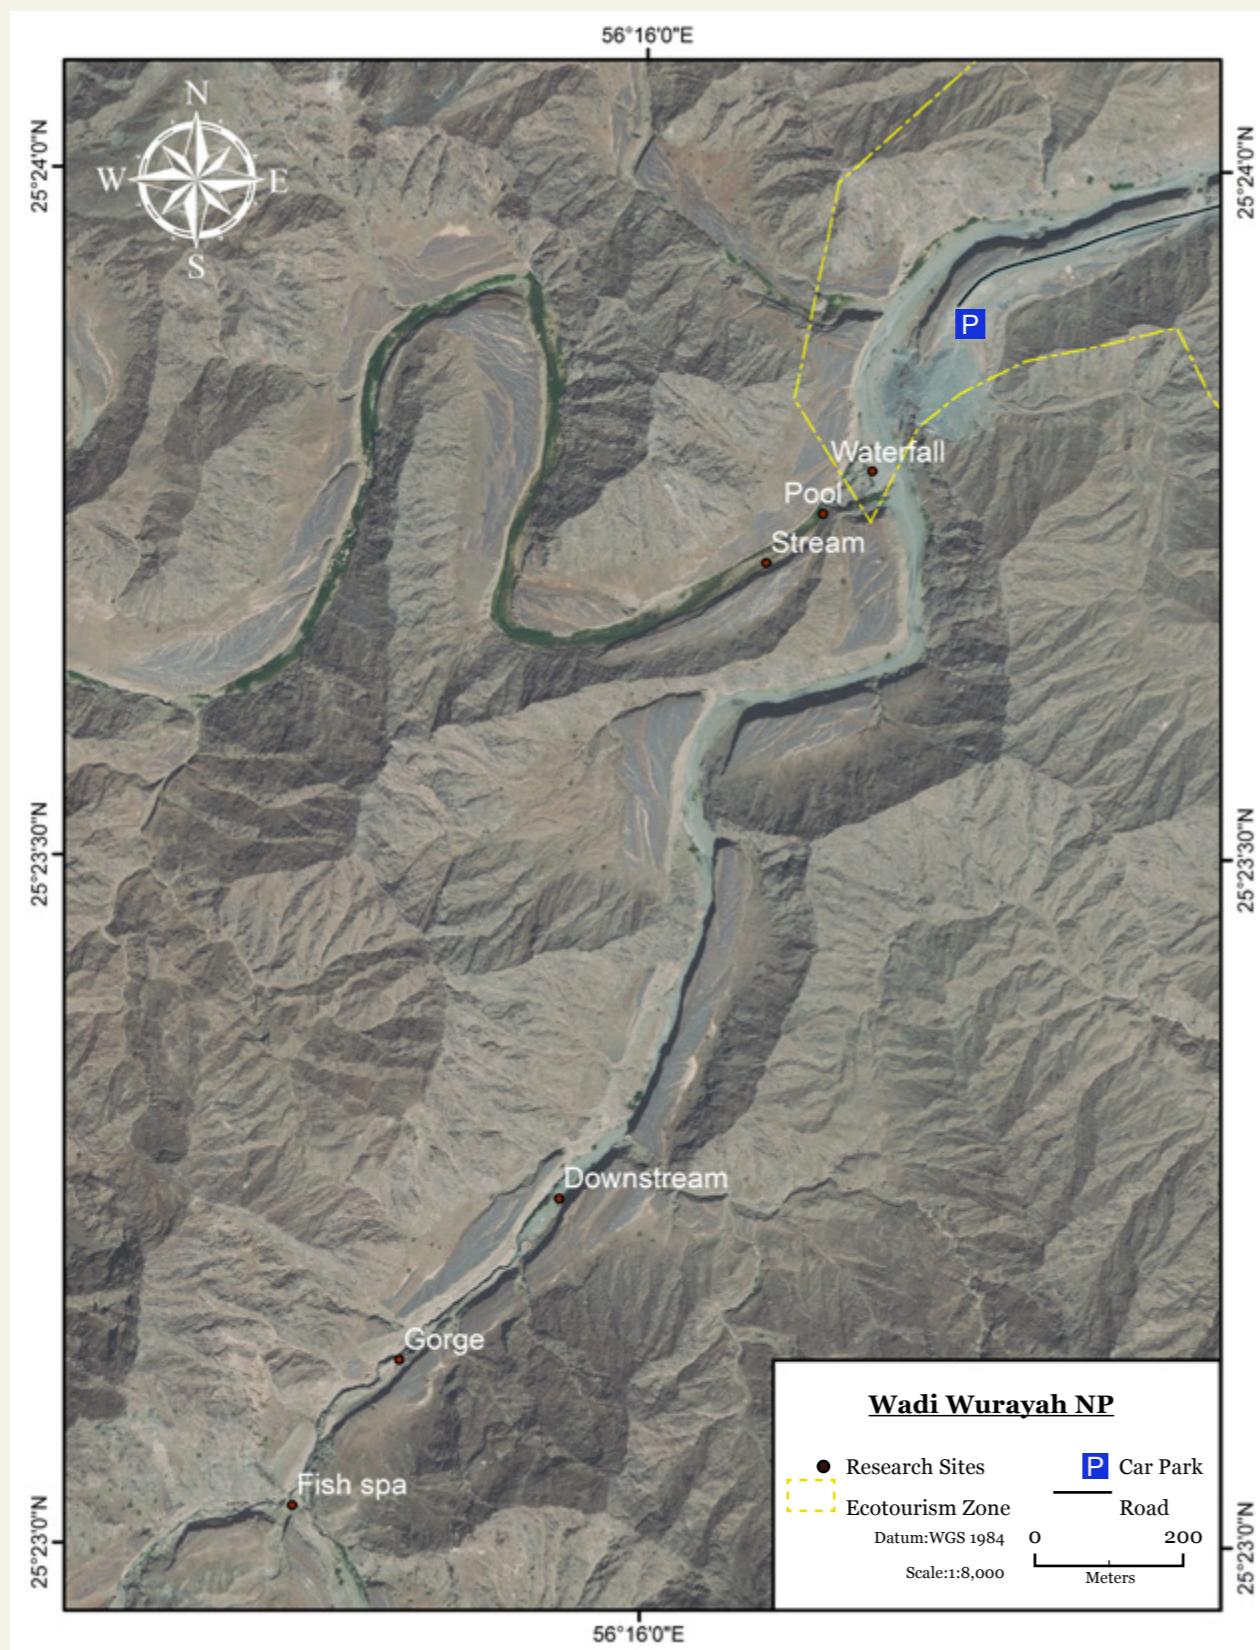 56°16'0"E
25°24'0"N
25°24'0"N
N
W
E
S
P
Waterfall
Pool
Stream
25°23'30"N
25°23'30"N
Downstream
Gorge
Fish spa
25°23'0"N
25°23'0"N
Wadi Wurayah NP
Research Sites
P Car Park
Ecotourism Zone
Road
Datum:WGS 1984
0 200
Scale:1:8,000
Meters
56°16'0"E